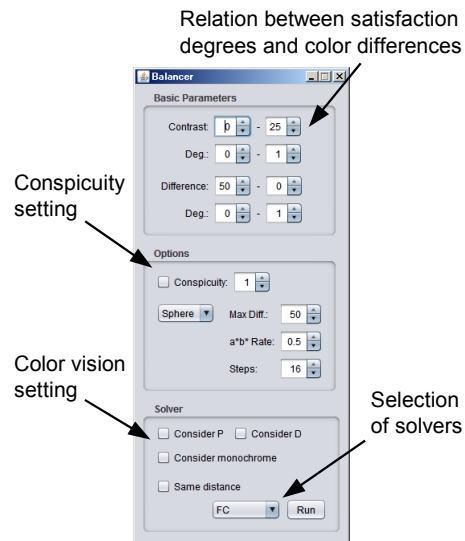 Relation between satisfaction
degrees and color differences
Balancer
Basic Parameters
Contrast: 0 - 25
Deg.: 0 - 1
Difference: 50 - 0
Deg.: 0 - 1
Conspicuity
setting
Options
Conspicuity: 1
Sphere Max Diff.: 50
a*b* Rate: 0.5
Steps: 16
Color vision
setting
Solver
Consider P Consider D
Consider monochrome
Same distance
FC Run
Selection
of solvers